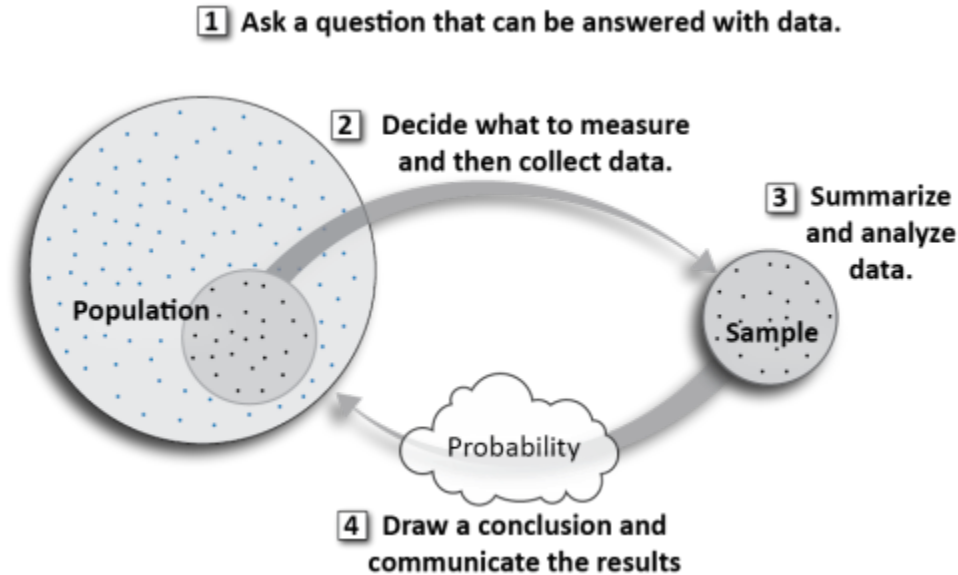 1 Ask a question that can be answered with data.
2 Decide what to measure
and then collect data.
3 Summarize
and analyze
data.
Population
Sample
Probability
4 Draw a conclusion and
communicate the results